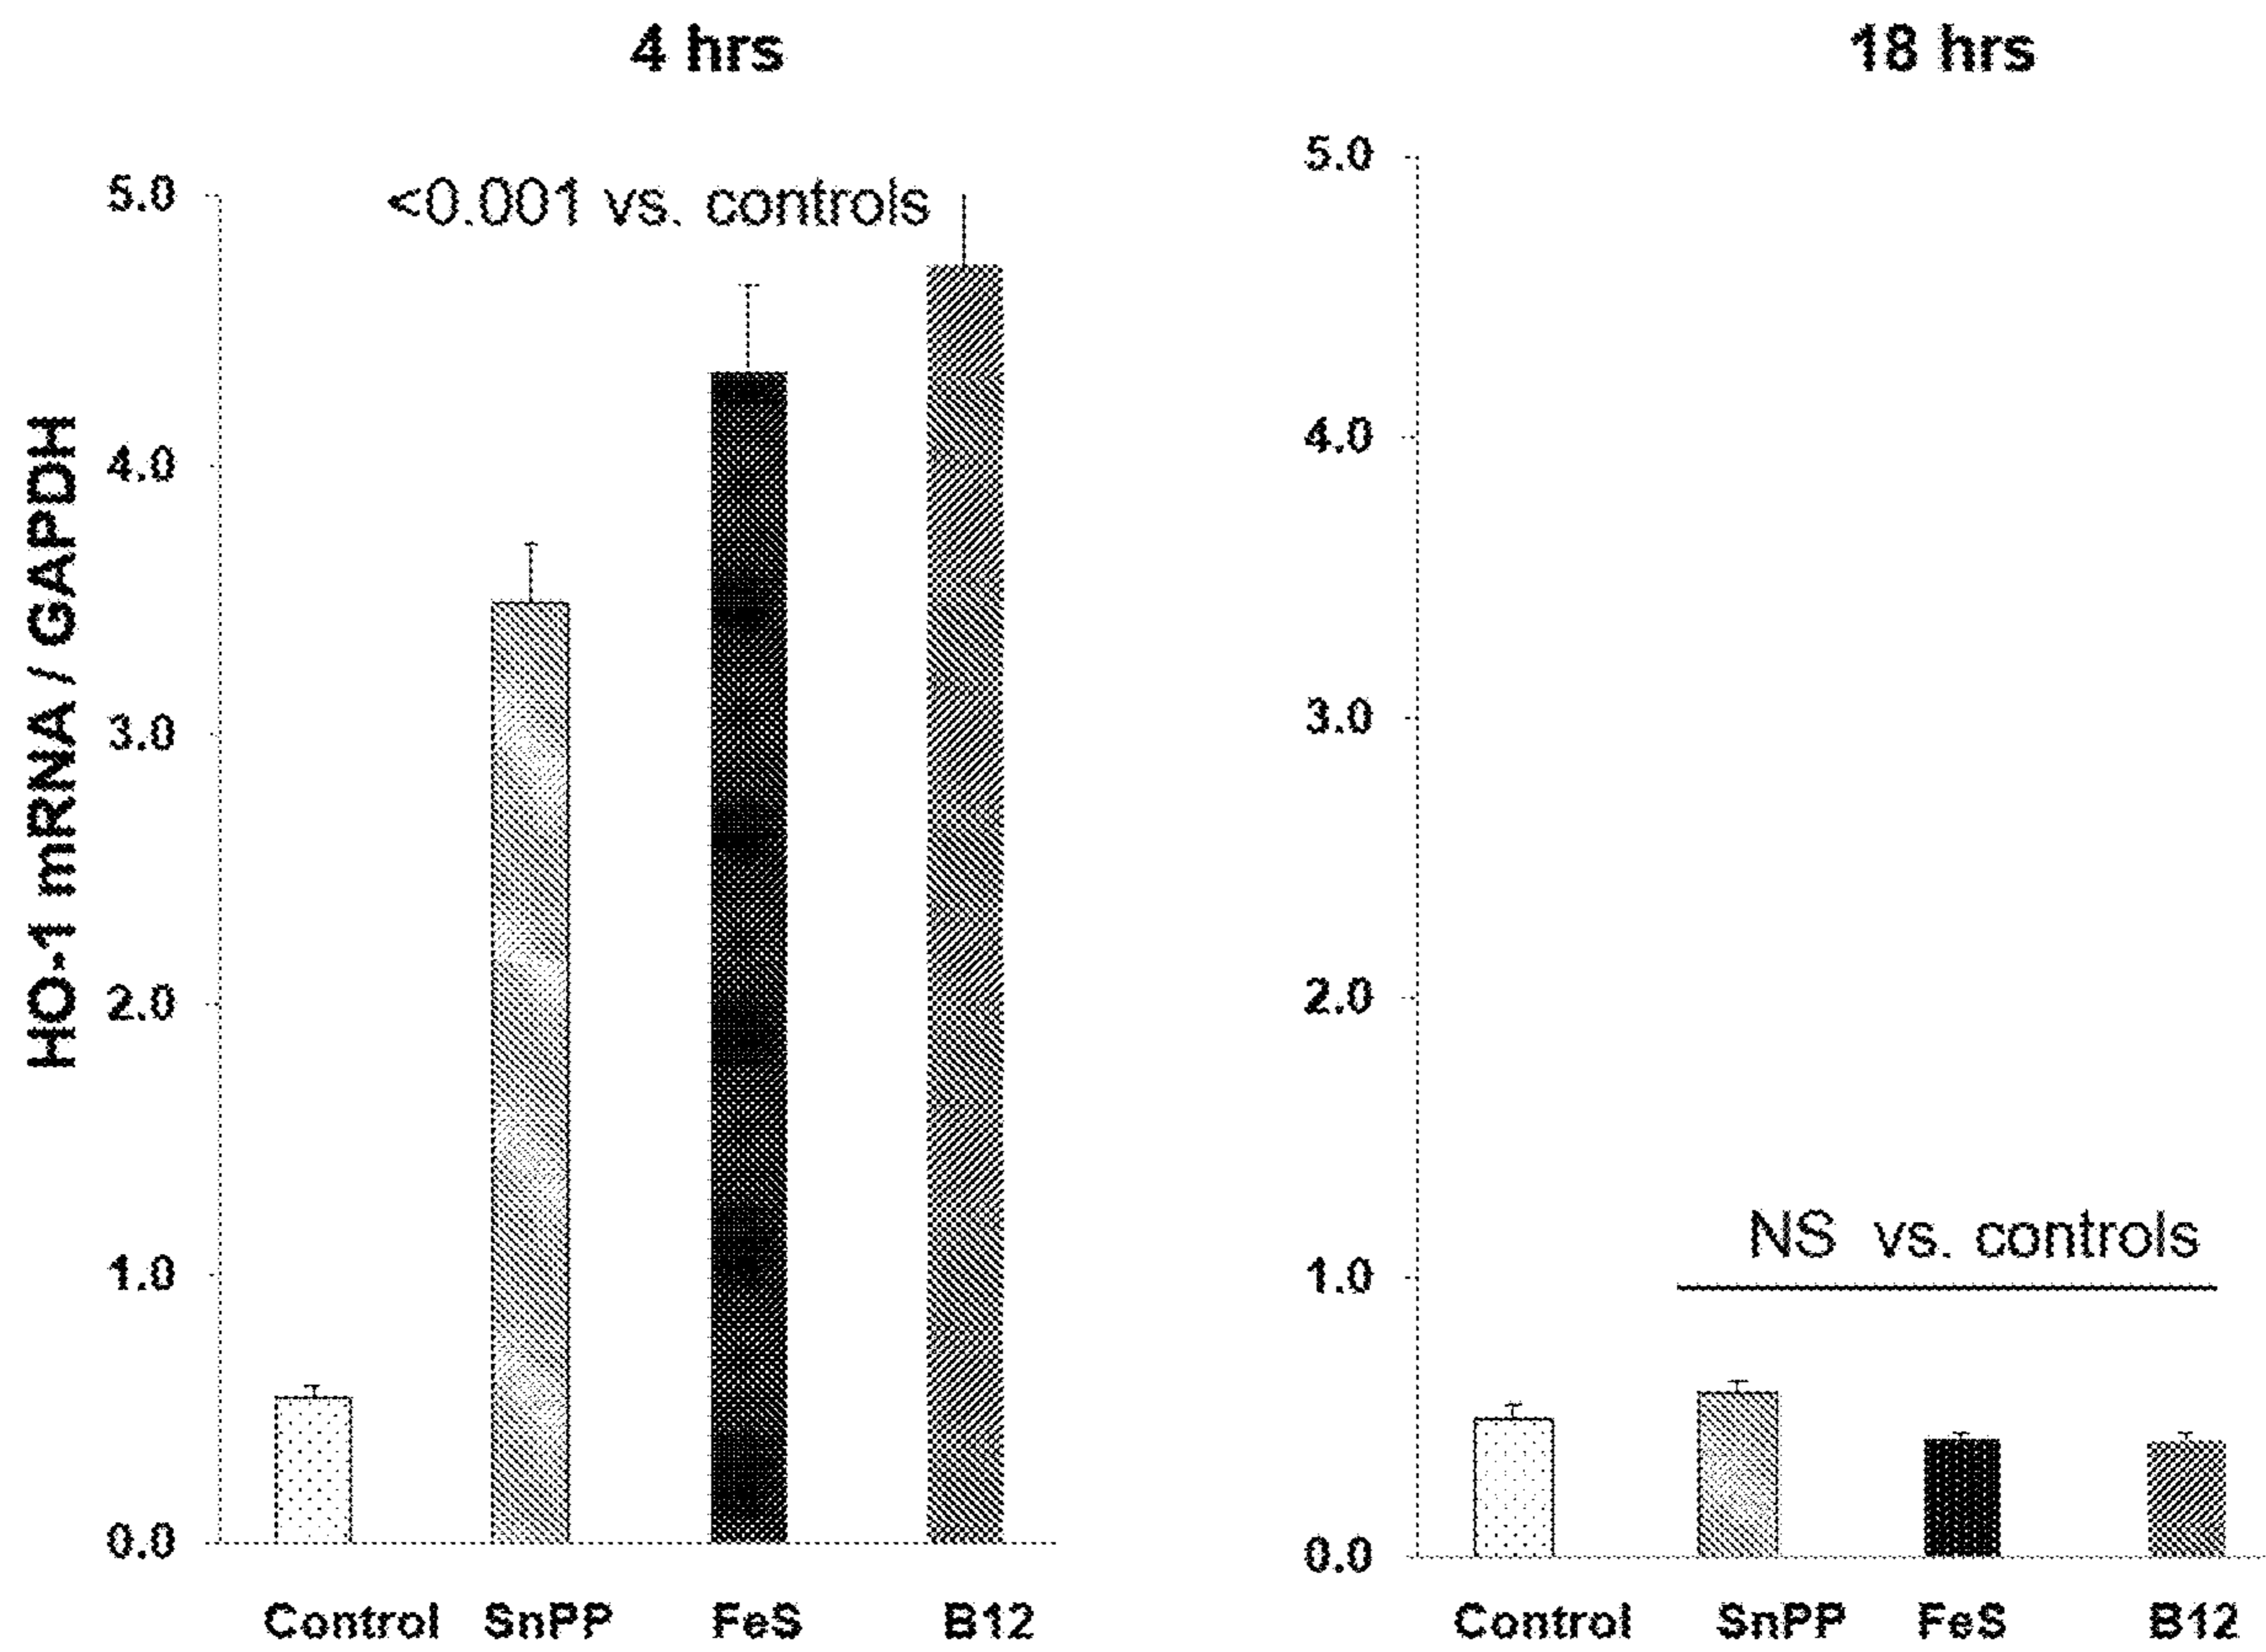 4 hrs
HO-1 mRNA / GAPDH
5.0
4.0
3.0
2.0
1.0
0.0
<0.001 vs. controls
Control SnPP FeS B12
18 hrs
5.0
4.0
3.0
2.0
1.0
0.0
NS vs. controls
Control SnPP FeS B12